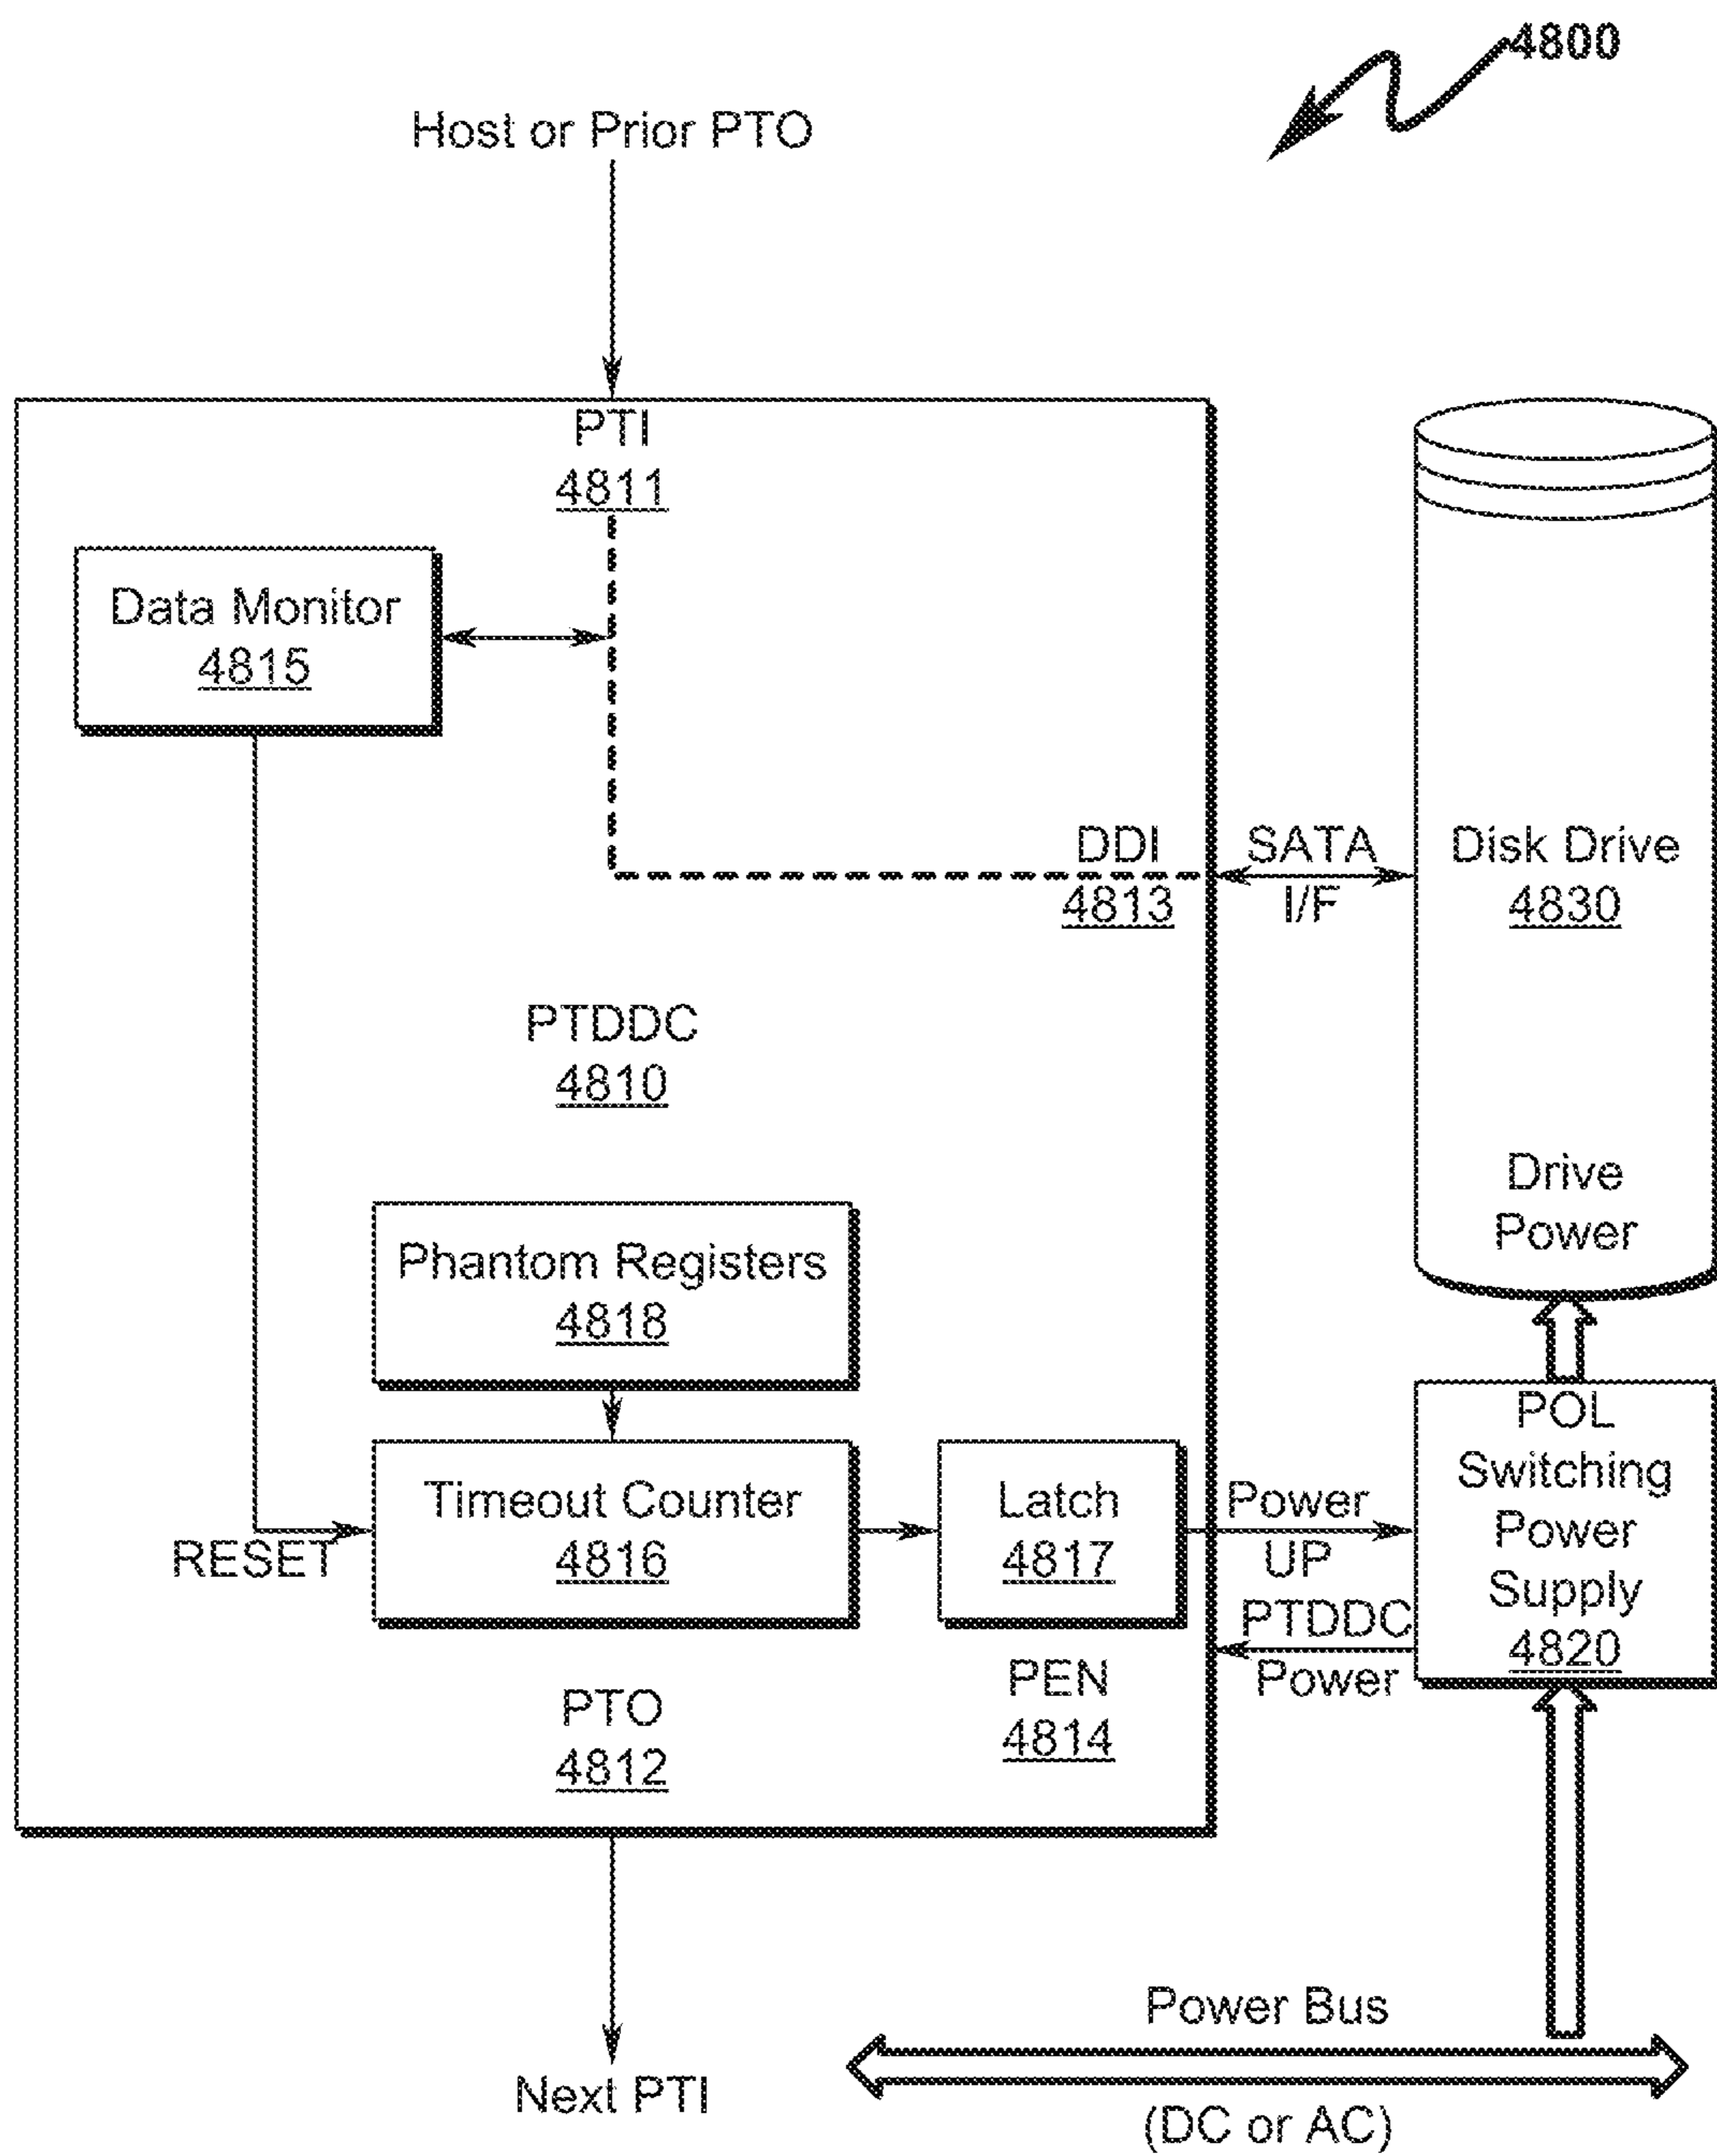 4800
Host or Prior PTO
PTI
4811
Data Monitor
4815
DDI
4813
SATA
I/F
Disk Drive
4830
PTDDC
4810
Drive
Power
Phantom Registers
4818
Timeout Counter
4816
RESET
Latch
4817
Power
UP
PTDDC
Power
POL
Switching
Power
Supply
4820
PEN
4814
PTO
4812
Power Bus
(DC or AC)
Next PTI